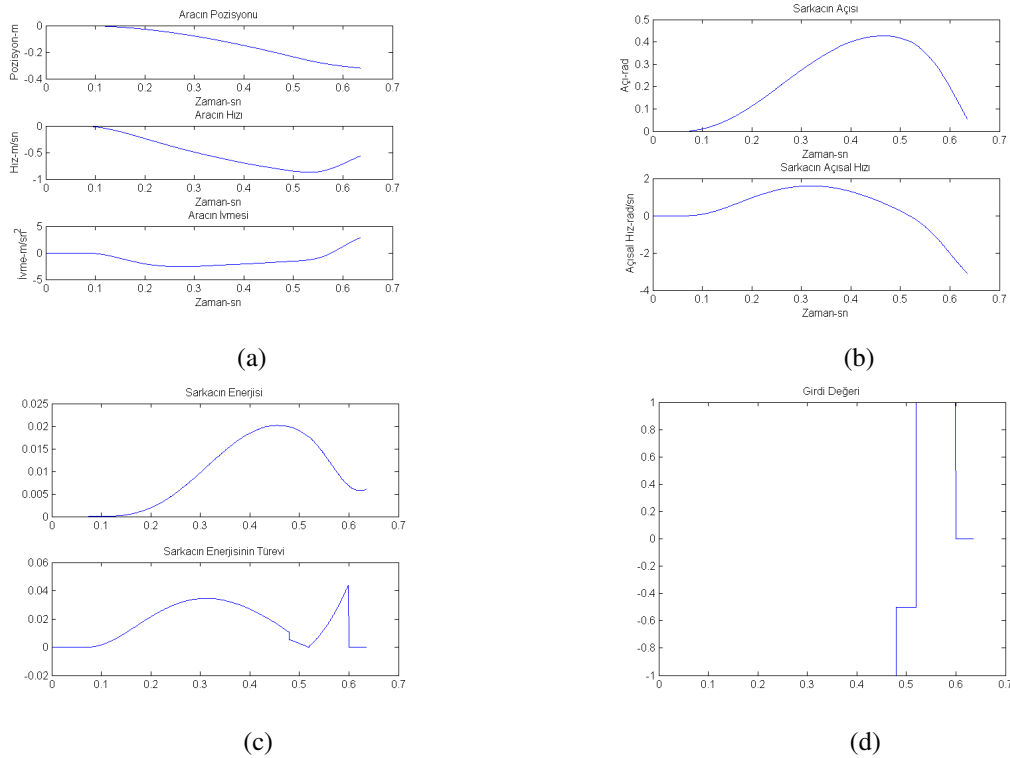 Aracın Pozisyonu
Pozisyon-m
0
-0.2
-0.4
0 0.1 0.2 0.3 0.4 0.5 0.6 0.7
Zaman-sn
Aracın Hızı
Hız-m/sn
0
-0.5
-1
0 0.1 0.2 0.3 0.4 0.5 0.6 0.7
Zaman-sn
Aracın İvmesi
İvme-m/sn2
5
0
-5
0 0.1 0.2 0.3 0.4 0.5 0.6 0.7
Zaman-sn
(a)
Sarkacın Açısı
Açı-rad
0.5
0.4
0.3
0.2
0.1
0
0 0.1 0.2 0.3 0.4 0.5 0.6 0.7
Zaman-sn
Sarkacın Açısal Hızı
Açısal Hız-rad/sn
2
0
-2
-4
0 0.1 0.2 0.3 0.4 0.5 0.6 0.7
Zaman-sn
(b)
Sarkacın Enerjisi
0.025
0.02
0.015
0.01
0.005
0
0 0.1 0.2 0.3 0.4 0.5 0.6 0.7
Sarkacın Enerjisinin Türevi
0.06
0.04
0.02
0
-0.02
0 0.1 0.2 0.3 0.4 0.5 0.6 0.7
(c)
Girdi Değeri
1
0.8
0.6
0.4
0.2
0
-0.2
-0.4
-0.6
-0.8
-1
0 0.1 0.2 0.3 0.4 0.5 0.6 0.7
(d)